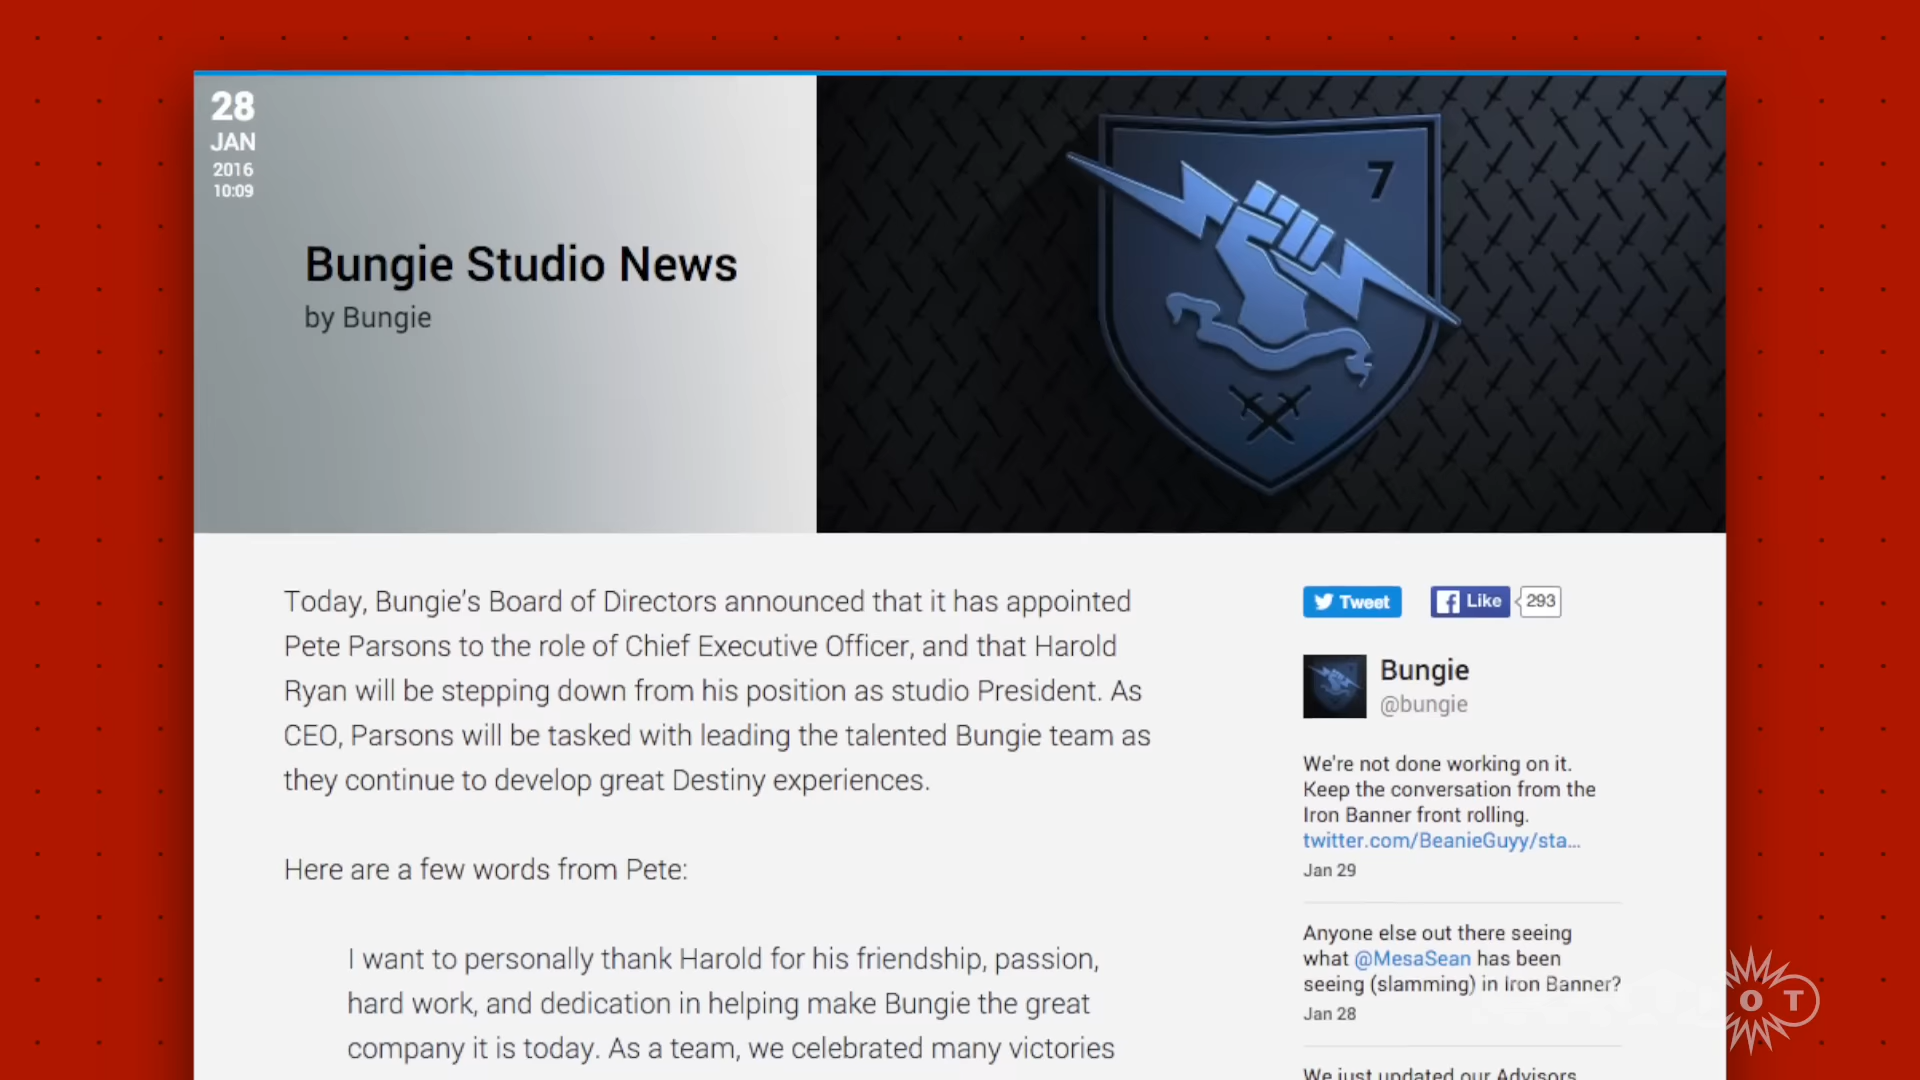 28
JAN
2016
10:09
Bungie Studio News
by Bungie
7
Today, Bungie's Board of Directors announced that it has appointed
Pete Parsons to the role of Chief Executive Officer, and that Harold
Ryan will be stepping down from his position as studio President. As
CEO, Parsons will be tasked with leading the talented Bungie team as
they continue to develop great Destiny experiences.
Here are a few words from Pete:
I want to personally thank Harold for his friendship, passion,
hard work, and dedication in helping make Bungie the great
company it is today. As a team, we celebrated many victories
Tweet
Like
293
Bungie
@bungie
We're not done working on it.
Keep the conversation from the
Iron Banner front rolling.
twitter.com/BeanieGuyy/sta...
Jan 29
Anyone else out there seeing
what @MesaSean has been
seeing (slamming) in Iron Banner?
Jan 28
We just updated our Advisors
OT